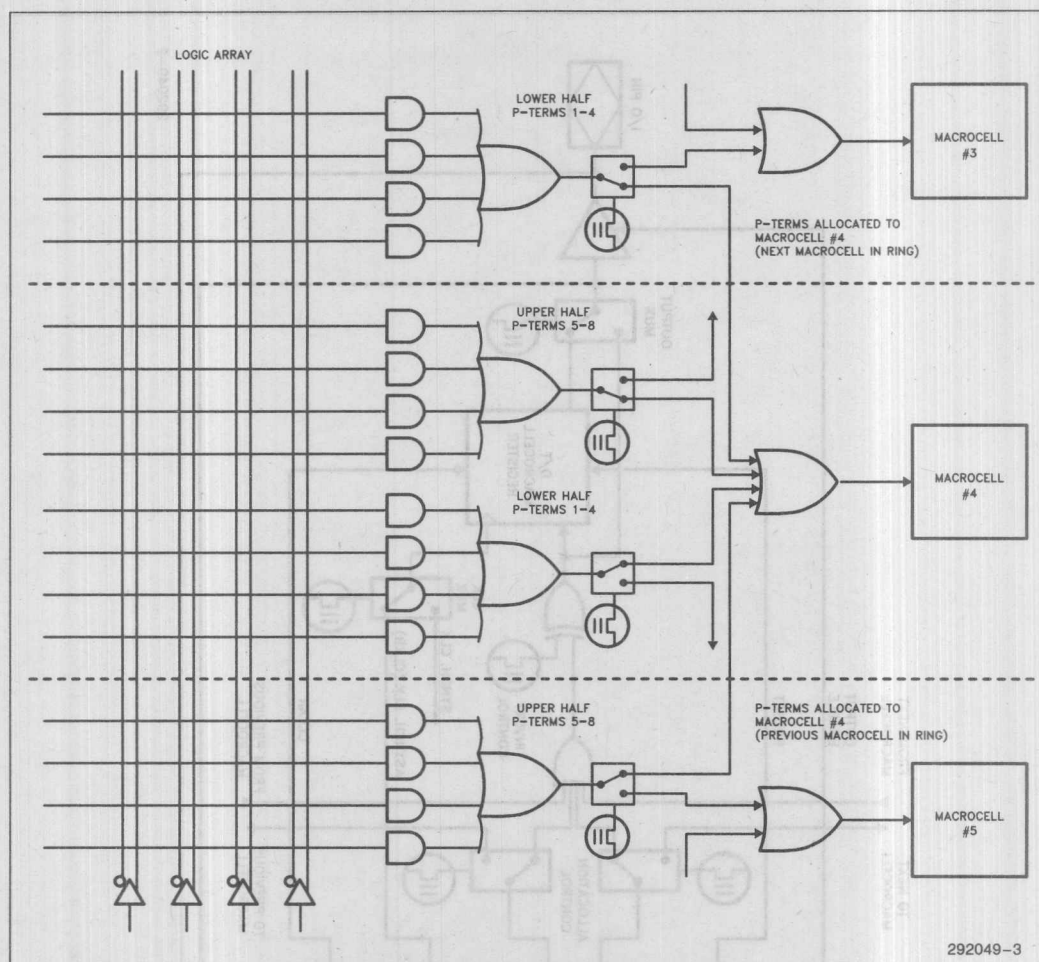 LOGIC ARRAY
LOWER HALF
P-TERMS 1-4
MACROCELL
#3
P-TERMS ALLOCATED TO
MACROCELL #4
(NEXT MACROCELL IN RING)
UPPER HALF
P-TERMS 5-8
MACROCELL
#4
LOWER HALF
P-TERMS 1-4
UPPER HALF
P-TERMS 5-8
P-TERMS ALLOCATED TO
MACROCELL #4
(PREVIOUS MACROCELL IN RING)
MACROCELL
#5
292049-3